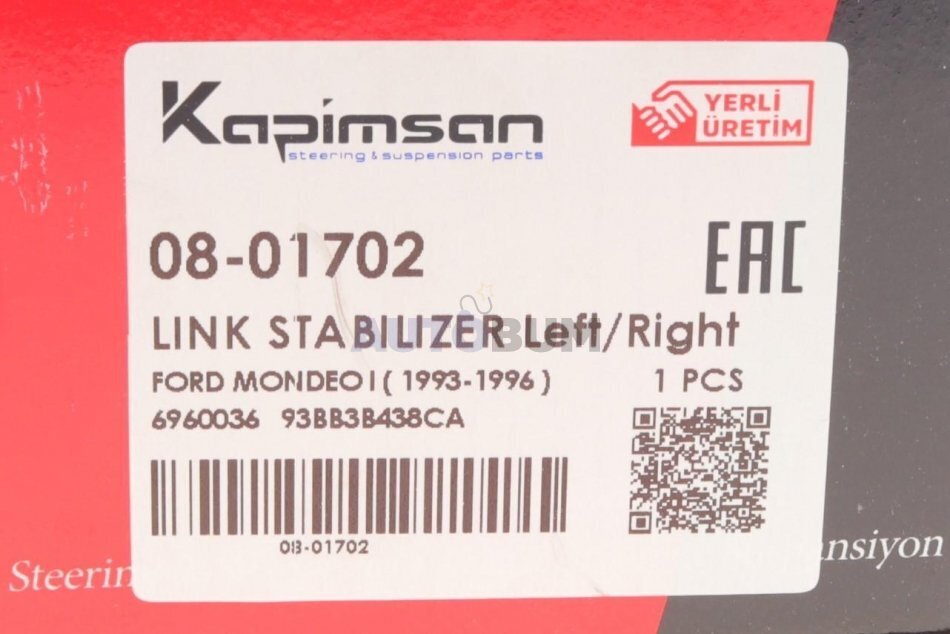 Kapimsan
steering & suspension parts
YERLİ
ÜRETİM
08-01702
EAC
LINK STABILIZER Left/Right
AUTOBUM
FORD MONDEO I ( 1993-1996 )
1 PCS
6960036 93BB3B438CA
08-01702